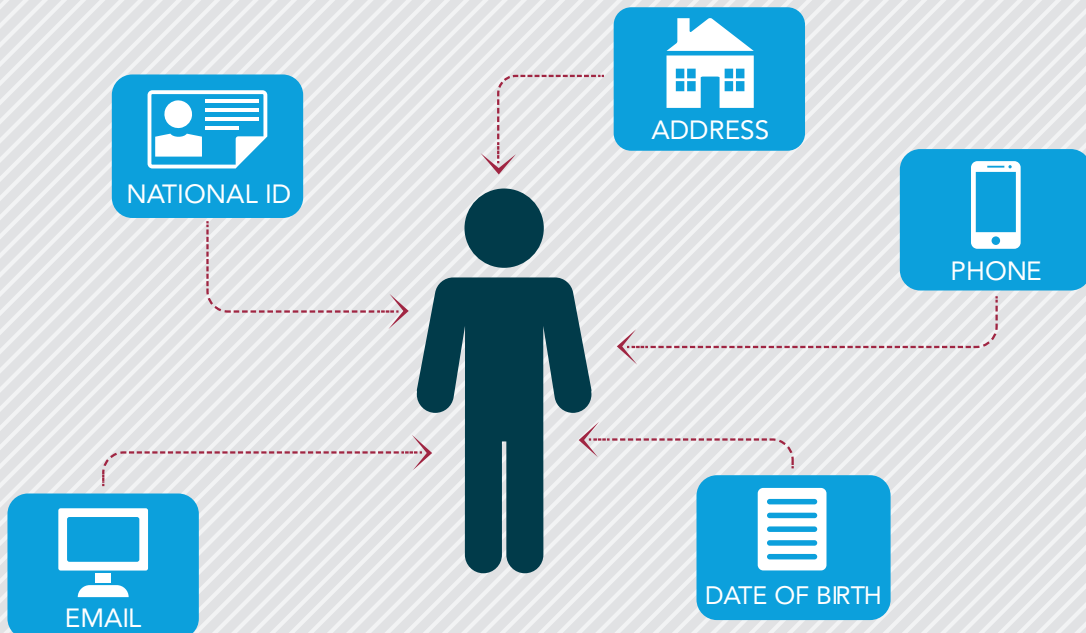 ADDRESS
NATIONAL ID
PHONE
DATE OF BIRTH
EMAIL